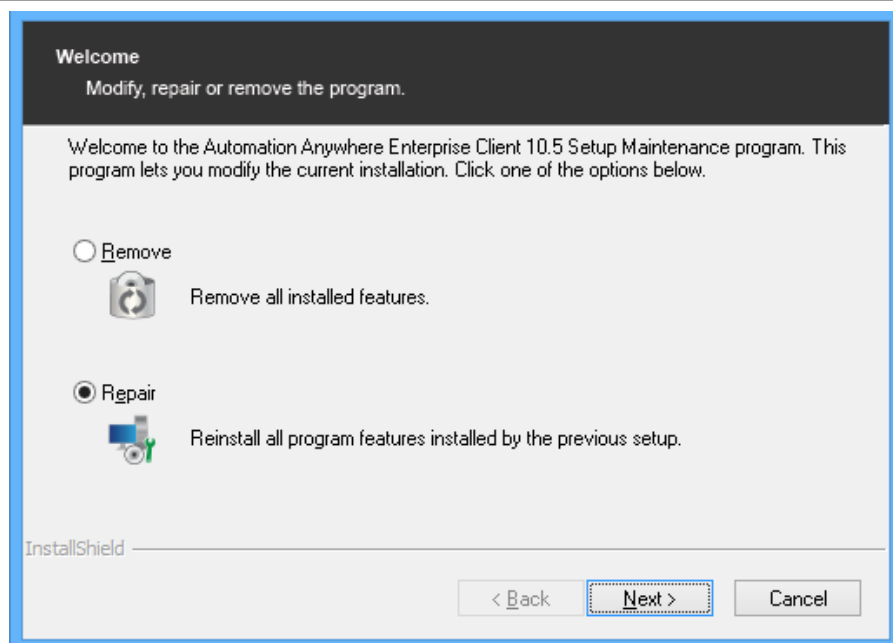 Welcome
Modify, repair or remove the program.
Welcome to the Automation Anywhere Enterprise Client 10.5 Setup Maintenance program. This
program lets you modify the current installation. Click one of the options below.
Remove
Remove all installed features.
Repair
Reinstall all program features installed by the previous setup.
InstallShield
< Back Next > Cancel